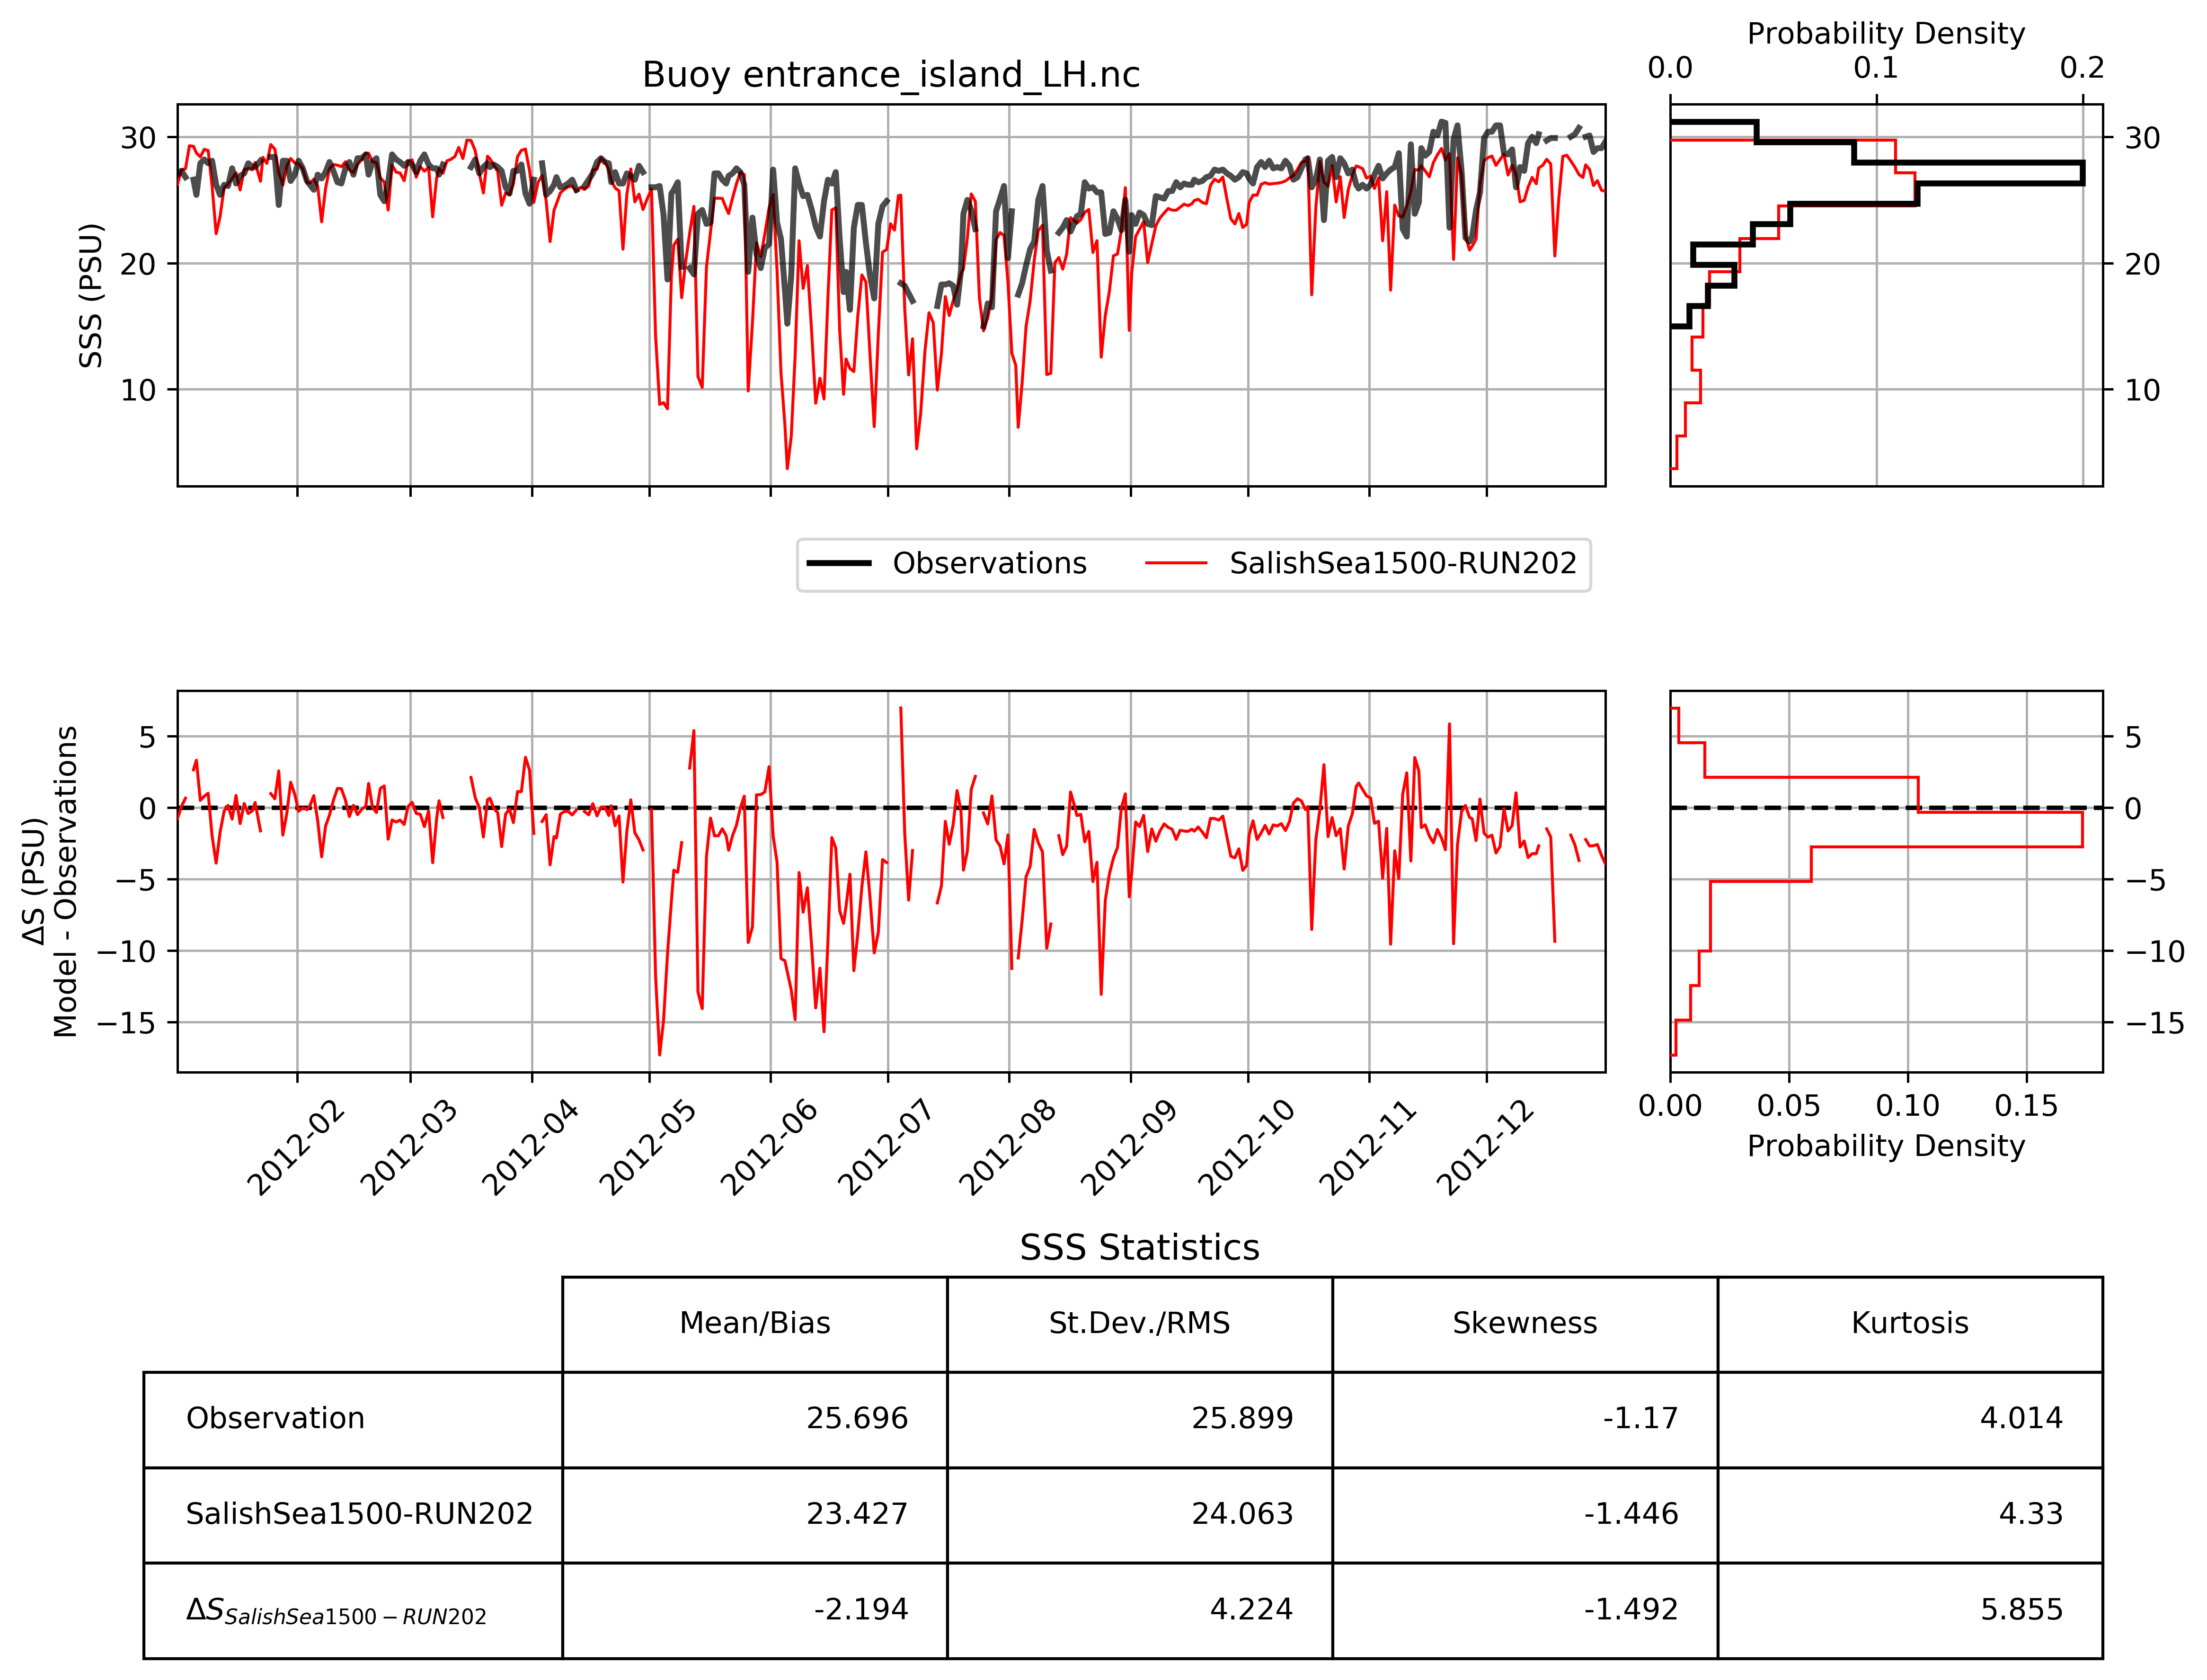 Probability Density
0.0 0.1 0.2
Buoy entrance_island_LH.nc
SSS (PSU)
30
20
10
30
20
10
Observations SalishSea1500-RUN202
ΔS (PSU)
Model - Observations
5
0
−5
−10
−15
5
0
−5
−10
−15
2012-02 2012-03 2012-04 2012-05 2012-06 2012-07 2012-08 2012-09 2012-10 2012-11 2012-12
0.00 0.05 0.10 0.15
Probability Density
SSS Statistics
Mean/Bias St.Dev./RMS Skewness Kurtosis
Observation 25.696 25.899 -1.17 4.014
SalishSea1500-RUN202 23.427 24.063 -1.446 4.33
ΔS SalishSea1500−RUN202 -2.194 4.224 -1.492 5.855